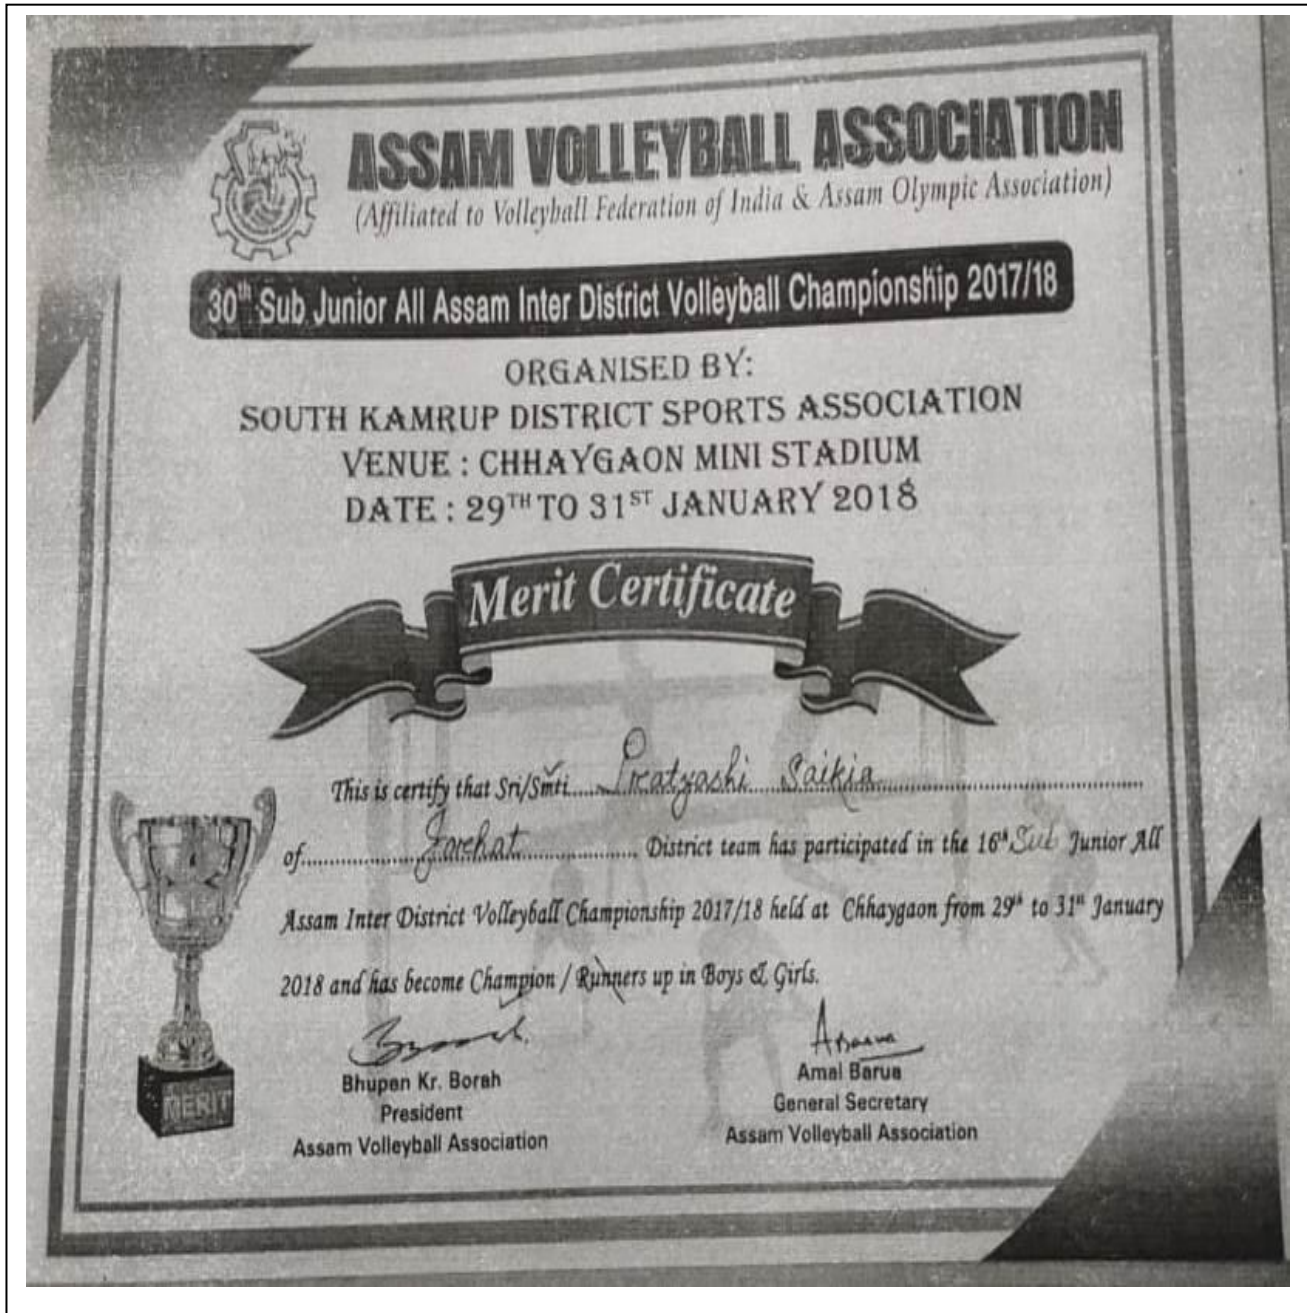 ASSAM VOLLEYBALL ASSOCIATION
(Affiliated to Volleyball Federation of India & Assam Olympic Association)
30th Sub Junior All Assam Inter District Volleyball Championship 2017/18
ORGANISED BY:
SOUTH KAMRUP DISTRICT SPORTS ASSOCIATION
VENUE : CHHAYGAON MINI STADIUM
DATE : 29TH TO 31ST JANUARY 2018
Merit Certificate
This is certify that Sri/Smti Pratyashi Saikia
of Jorhat District team has participated in the 16th Sub Junior All
Assam Inter District Volleyball Championship 2017/18 held at Chhaygaon from 29th to 31st January
2018 and has become Champion / Runners up in Boys & Girls.
Bhupen Kr. Borah
President
Assam Volleyball Association
Amal Barua
General Secretary
Assam Volleyball Association
MERIT